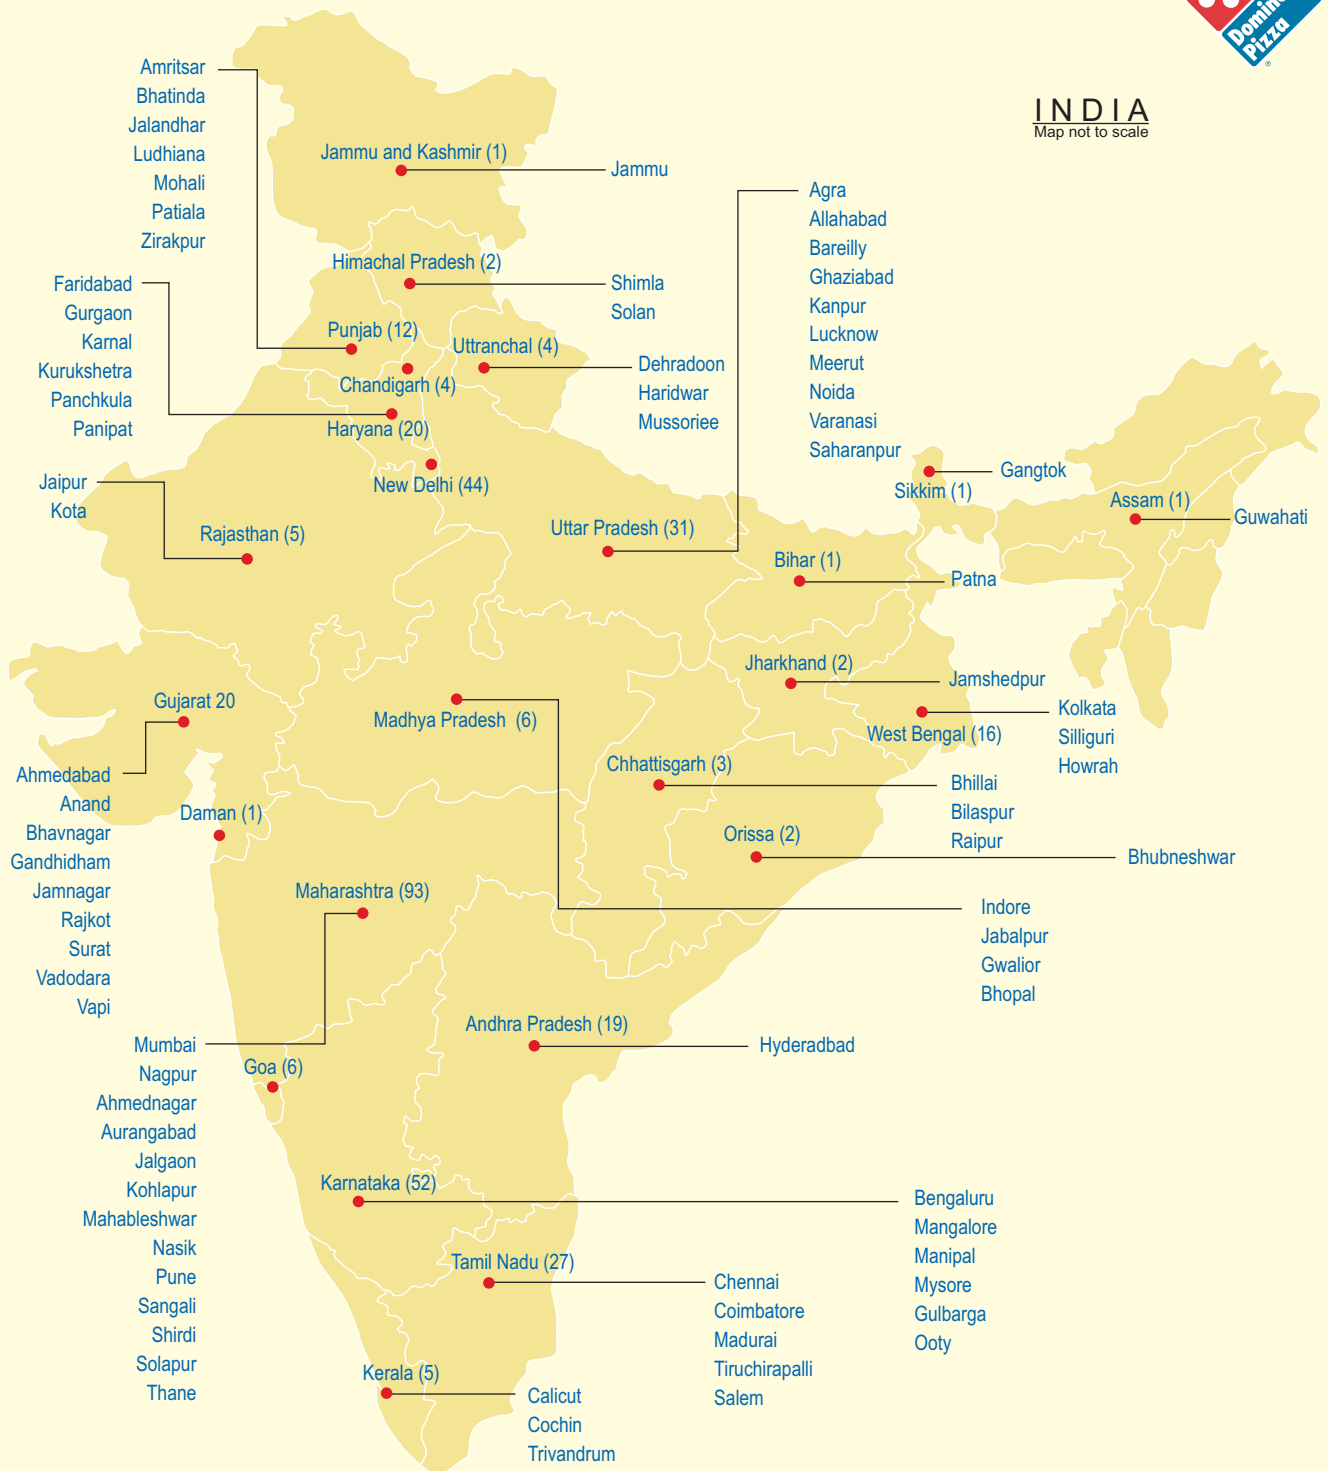 Domino's
Pizza
®
INDIA
Map not to scale
Amritsar
Bhatinda
Jalandhar
Ludhiana
Mohali
Patiala
Zirakpur
Jammu and Kashmir (1)
Jammu
Himachal Pradesh (2)
Shimla
Solan
Agra
Allahabad
Bareilly
Ghaziabad
Kanpur
Lucknow
Meerut
Noida
Varanasi
Saharanpur
Faridabad
Gurgaon
Karnal
Kurukshetra
Panchkula
Panipat
Punjab (12)
Uttranchal (4)
Dehradoon
Haridwar
Mussoriee
Chandigarh (4)
Haryana (20)
New Delhi (44)
Jaipur
Kota
Rajasthan (5)
Uttar Pradesh (31)
Sikkim (1)
Gangtok
Assam (1)
Guwahati
Bihar (1)
Patna
Jharkhand (2)
Jamshedpur
Gujarat 20
Madhya Pradesh (6)
West Bengal (16)
Kolkata
Silliguri
Howrah
Ahmedabad
Anand
Bhavnagar
Gandhidham
Jamnagar
Rajkot
Surat
Vadodara
Vapi
Daman (1)
Chhattisgarh (3)
Bhillai
Bilaspur
Raipur
Orissa (2)
Bhubneshwar
Maharashtra (93)
Indore
Jabalpur
Gwalior
Bhopal
Andhra Pradesh (19)
Hyderadbad
Mumbai
Nagpur
Ahmednagar
Aurangabad
Jalgaon
Kohlapur
Mahableshwar
Nasik
Pune
Sangali
Shirdi
Solapur
Thane
Goa (6)
Karnataka (52)
Bengaluru
Mangalore
Manipal
Mysore
Gulbarga
Ooty
Tamil Nadu (27)
Chennai
Coimbatore
Madurai
Tiruchirapalli
Salem
Kerala (5)
Calicut
Cochin
Trivandrum